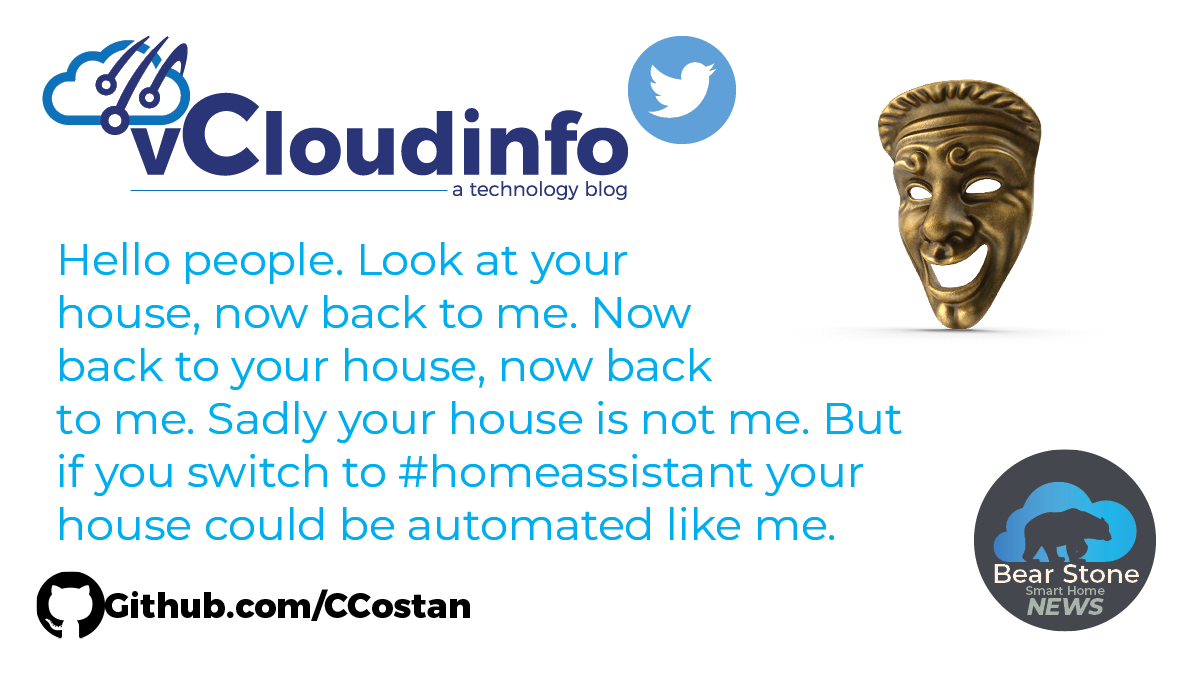 vCloudinfo
a technology blog
Hello people. Look at your
house, now back to me. Now
back to your house, now back
to me. Sadly your house is not me. But
if you switch to #homeassistant your
house could be automated like me.
Bear Stone
Smart Home
NEWS
Github.com/CCostan